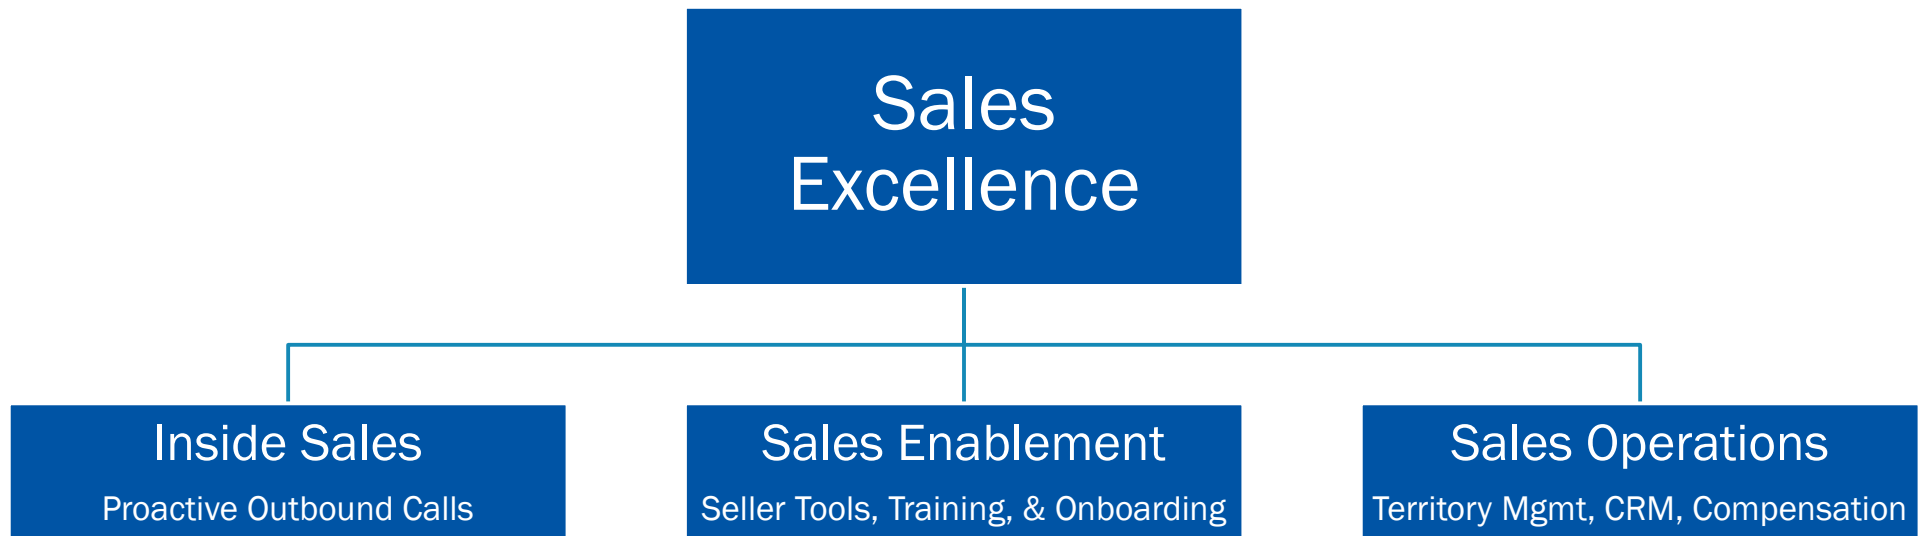 Sales
Excellence
Inside Sales
Proactive Outbound Calls
Sales Enablement
Seller Tools, Training, & Onboarding
Sales Operations
Territory Mgmt, CRM, Compensation